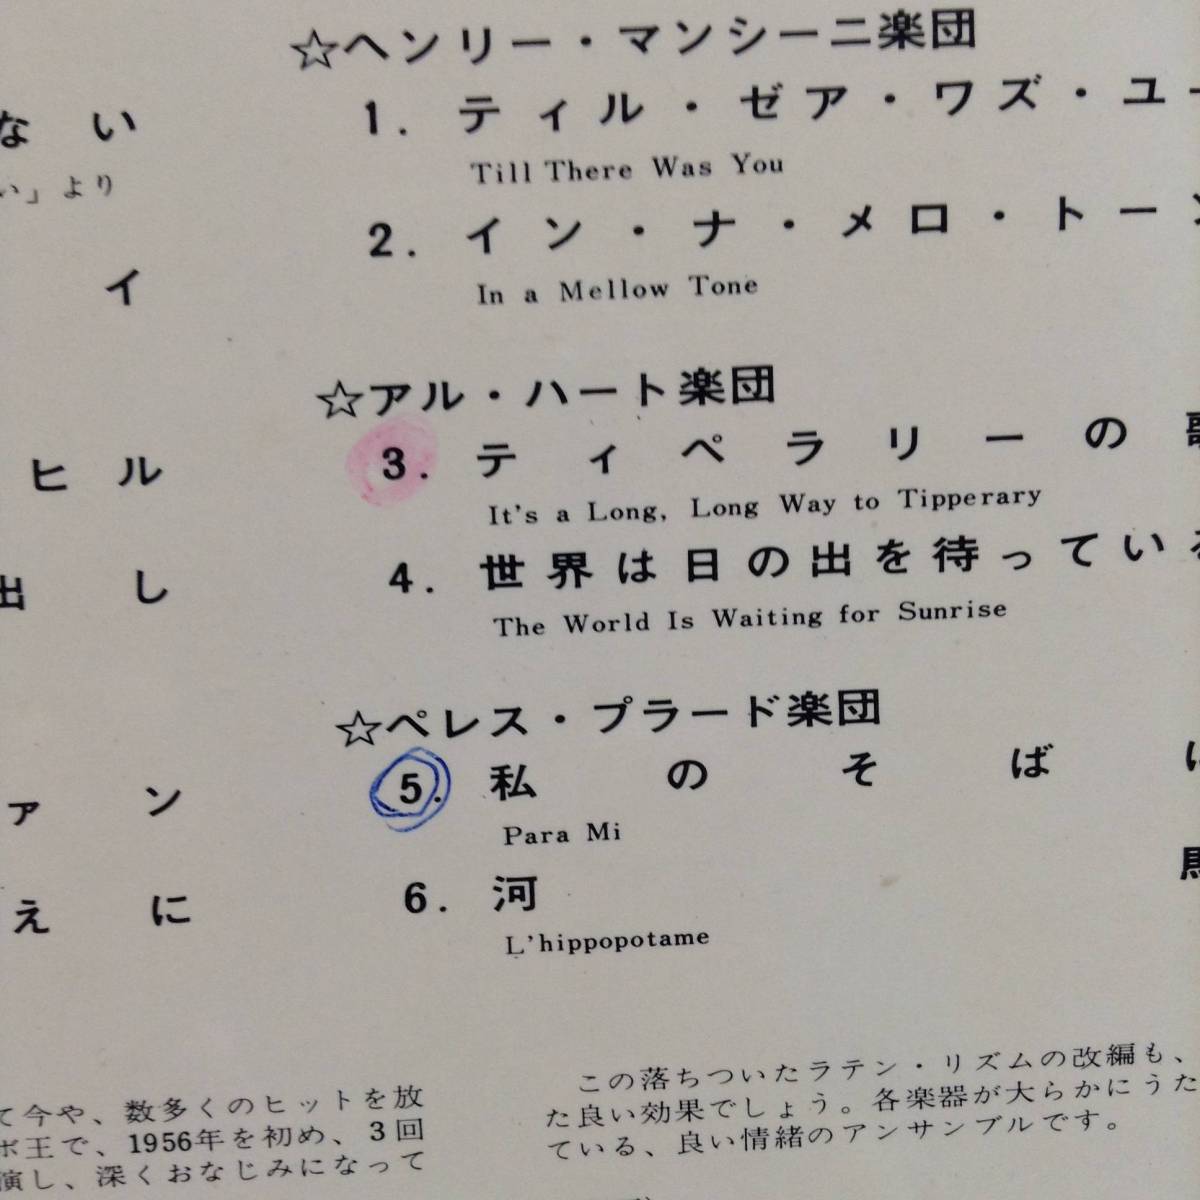 ない
い」より
イ
ヒル
出し
ァン
えに
☆ヘンリー・マンシーニ楽団
1. ティル・ゼア・ワズ・ユー
Till There Was You
2. イン・ナ・メロ・トーン
In a Mellow Tone
☆アル・ハート楽団
3. ティペラリーの歌
It's a Long, Long Way to Tipperary
4. 世界は日の出を待っている
The World Is Waiting for Sunrise
☆ペレス・プラード楽団
5. 私のそばに
Para Mi
6. 河馬
L'hippopotame
て今や、数多くのヒットを放
ボ王で、1956年を初め、3回
演し、深くおなじみになって
この落ちついたラテン・リズムの改編も、
た良い効果でしょう。各楽器が大らかにうた
ている、良い情緒のアンサンブルです。